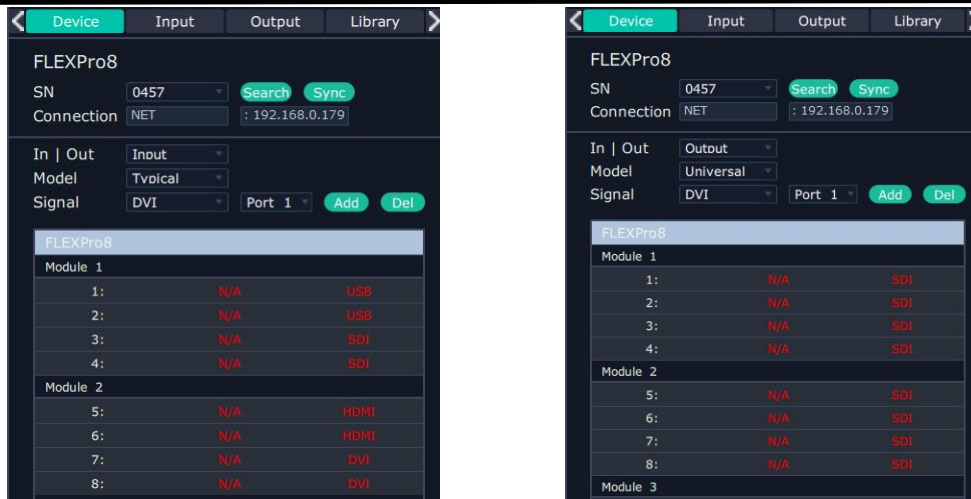 Device Input Output Library
FLEXPro8
SN 0457 Search Sync
Connection NET : 192.168.0.179
In | Out Input
Model Typical
Signal DVI Port 1 Add Del
FLEXPro8
Module 1
1: N/A USB
2: N/A USB
3: N/A SDI
4: N/A SDI
Module 2
5: N/A HDMI
6: N/A HDMI
7: N/A DVI
8: N/A DVI
Device Input Output Library
FLEXPro8
SN 0457 Search Sync
Connection NET : 192.168.0.179
In | Out Output
Model Universal
Signal DVI Port 1 Add Del
FLEXPro8
Module 1
1: N/A SDI
2: N/A SDI
3: N/A SDI
4: N/A SDI
Module 2
5: N/A SDI
6: N/A SDI
7: N/A SDI
8: N/A SDI
Module 3